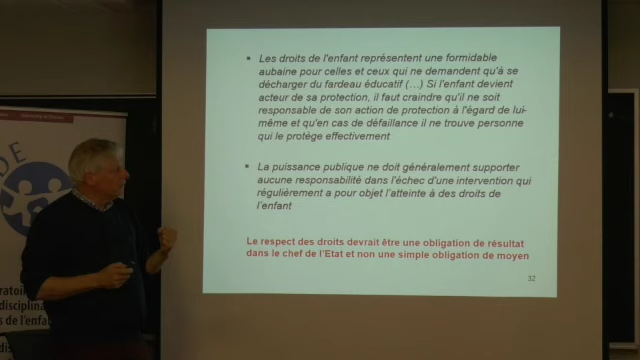 ▪ Les droits de l'enfant représentent une formidable
aubaine pour celles et ceux qui ne demandent qu'à se
décharger du fardeau éducatif (…) Si l'enfant devient
acteur de sa protection, il faut craindre qu'il ne soit
responsable de son action de protection à l'égard de lui-
même et qu'en cas de défaillance il ne trouve personne
qui le protège effectivement
▪ La puissance publique ne doit généralement supporter
aucune responsabilité dans l'échec d'une intervention qui
régulièrement a pour objet l'atteinte à des droits de
l'enfant
Le respect des droits devrait être une obligation de résultat
dans le chef de l'Etat et non une simple obligation de moyen
32
DE
ratoi
disciplina
s de l'enfa